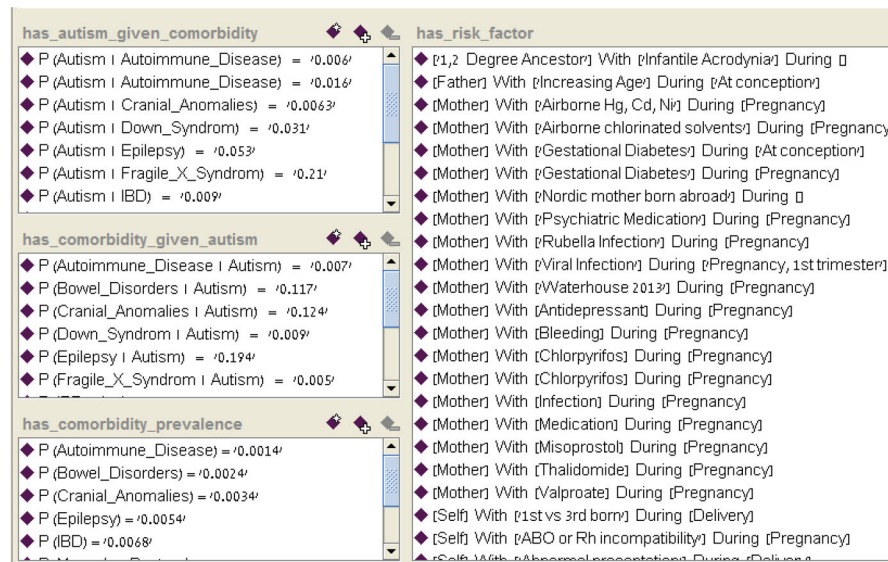 has_autism_given_comorbidity
P (Autism | Autoimmune_Disease) = '0.006'
P (Autism | Autoimmune_Disease) = '0.016'
P (Autism | Cranial_Anomalies) = '0.0063'
P (Autism | Down_Syndrom) = '0.031'
P (Autism | Epilepsy) = '0.053'
P (Autism | Fragile_X_Syndrom) = '0.21'
P (Autism | IBD) = '0.009'
has_comorbidity_given_autism
P (Autoimmune_Disease | Autism) = '0.007'
P (Bowel_Disorders | Autism) = '0.117'
P (Cranial_Anomalies | Autism) = '0.124'
P (Down_Syndrom | Autism) = '0.009'
P (Epilepsy | Autism) = '0.194'
P (Fragile_X_Syndrom | Autism) = '0.005'
has_comorbidity_prevalence
P (Autoimmune_Disease) = '0.0014'
P (Bowel_Disorders) = '0.0024'
P (Cranial_Anomalies) = '0.0034'
P (Epilepsy) = '0.0054'
P (IBD) = '0.0068'
has_risk_factor
['1,2 Degree Ancestor'] With ['Infantile Acrodynia'] During []
[Father] With ['Increasing Age'] During ['At conception']
[Mother] With ['Airborne Hg, Cd, Ni'] During [Pregnancy]
[Mother] With ['Airborne chlorinated solvents'] During [Pregnancy
[Mother] With ['Gestational Diabetes'] During ['At conception']
[Mother] With ['Gestational Diabetes'] During [Pregnancy]
[Mother] With ['Nordic mother born abroad'] During []
[Mother] With ['Psychiatric Medication'] During [Pregnancy]
[Mother] With ['Rubella Infection'] During [Pregnancy]
[Mother] With ['Viral Infection'] During ['Pregnancy, 1st trimester']
[Mother] With ['Waterhouse 2013'] During [Pregnancy]
[Mother] With [Antidepressant] During [Pregnancy]
[Mother] With [Bleeding] During [Pregnancy]
[Mother] With [Chlorpyrifos] During [Pregnancy]
[Mother] With [Chlorpyrifos] During [Pregnancy]
[Mother] With [Infection] During [Pregnancy]
[Mother] With [Medication] During [Pregnancy]
[Mother] With [Misoprostol] During [Pregnancy]
[Mother] With [Thalidomide] During [Pregnancy]
[Mother] With [Valproate] During [Pregnancy]
[Self] With ['1st vs 3rd born'] During [Delivery]
[Self] With ['ABO or Rh incompatibility'] During [Pregnancy]
[Self] With ['Abnormal presentation'] During [Delivery]